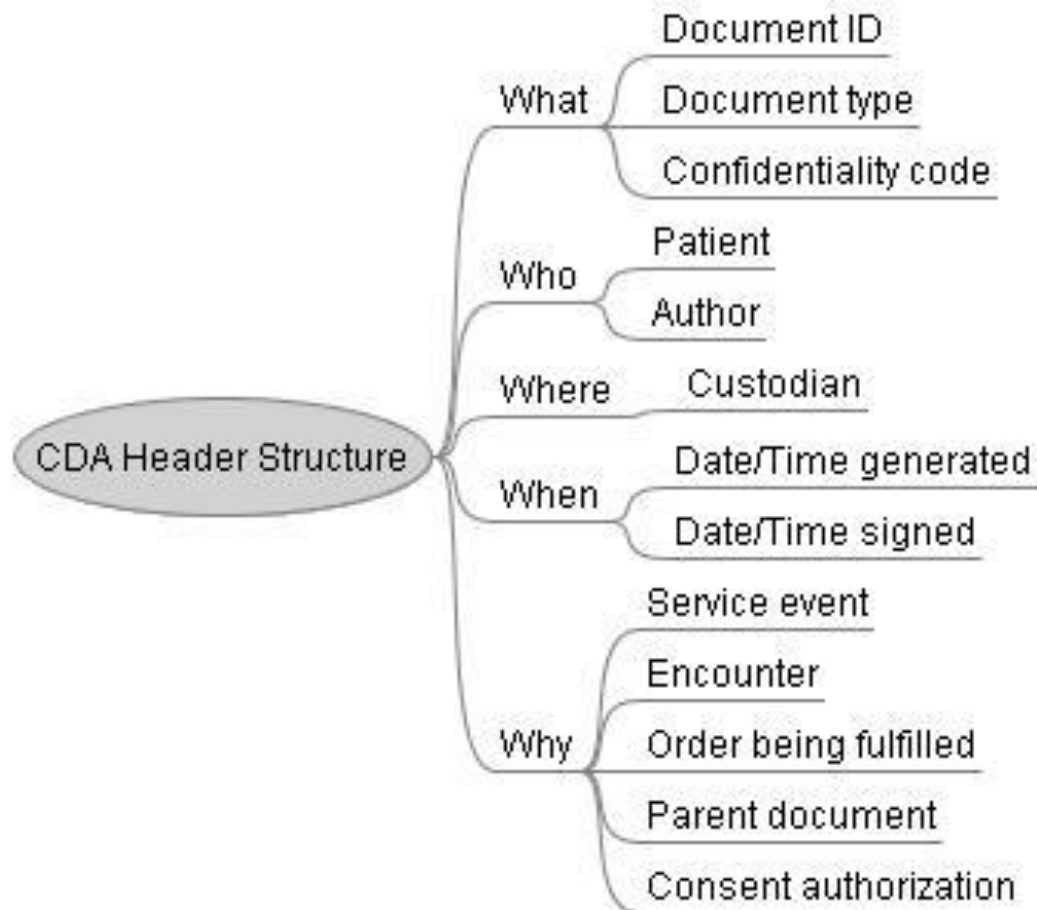 CDA Header Structure
What
Document ID
Document type
Confidentiality code
Who
Patient
Author
Where
Custodian
When
Date/Time generated
Date/Time signed
Why
Service event
Encounter
Order being fulfilled
Parent document
Consent authorization